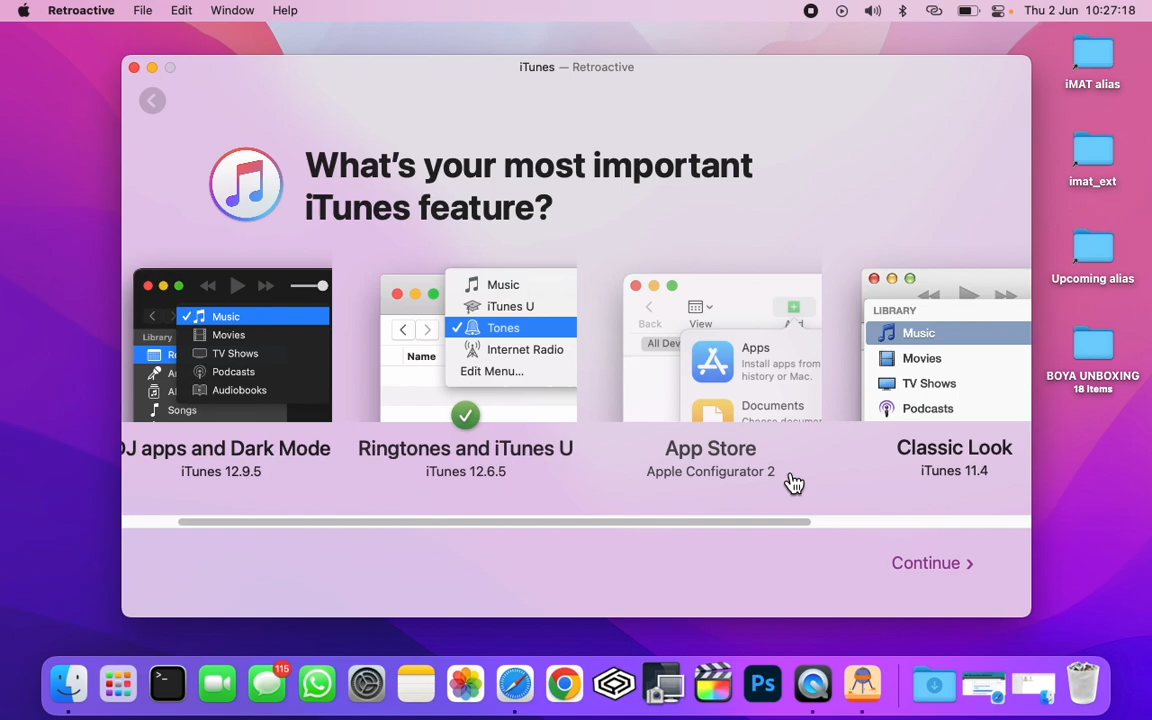 Retroactive File Edit Window Help Thu 2 Jun 10:27:18
iTunes — Retroactive
iMAT alias
imat_ext
Upcoming alias
BOYA UNBOXING
18 items
What's your most important
iTunes feature?
Music
Movies
TV Shows
Podcasts
Audiobooks
Library
Songs
DJ apps and Dark Mode
iTunes 12.9.5
Music
iTunes U
Tones
Internet Radio
Edit Menu...
Name
Ringtones and iTunes U
iTunes 12.6.5
Back View Add
All Dev
Apps
Install apps from
history or Mac.
Documents
App Store
Apple Configurator 2
LIBRARY
Music
Movies
TV Shows
Podcasts
Classic Look
iTunes 11.4
Continue ›
115
Ps